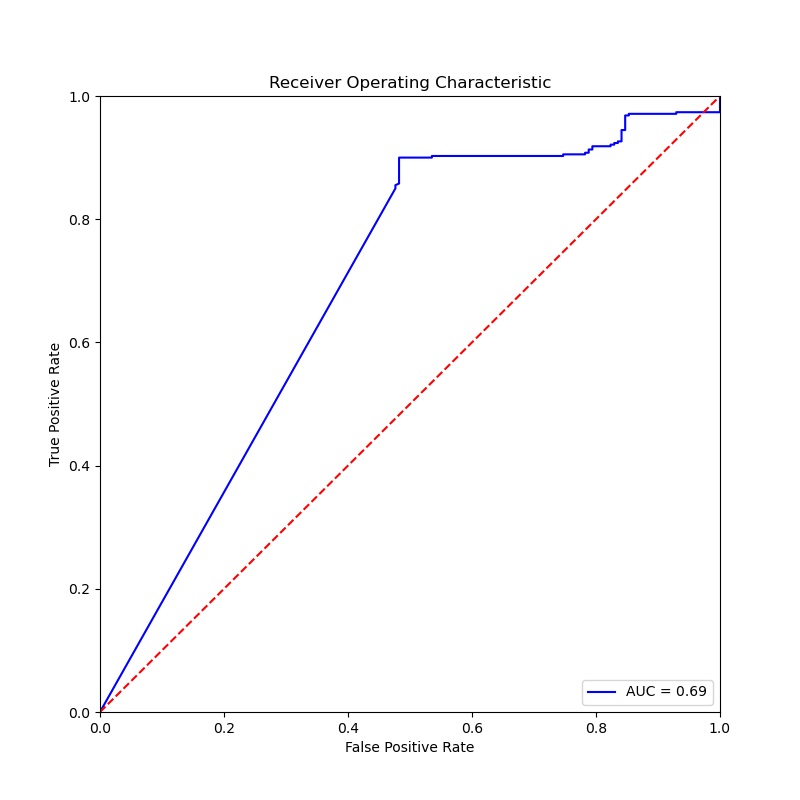 Receiver Operating Characteristic
1.0
0.8
0.6
0.4
0.2
0.0
True Positive Rate
AUC = 0.69
0.0 0.2 0.4 0.6 0.8 1.0
False Positive Rate